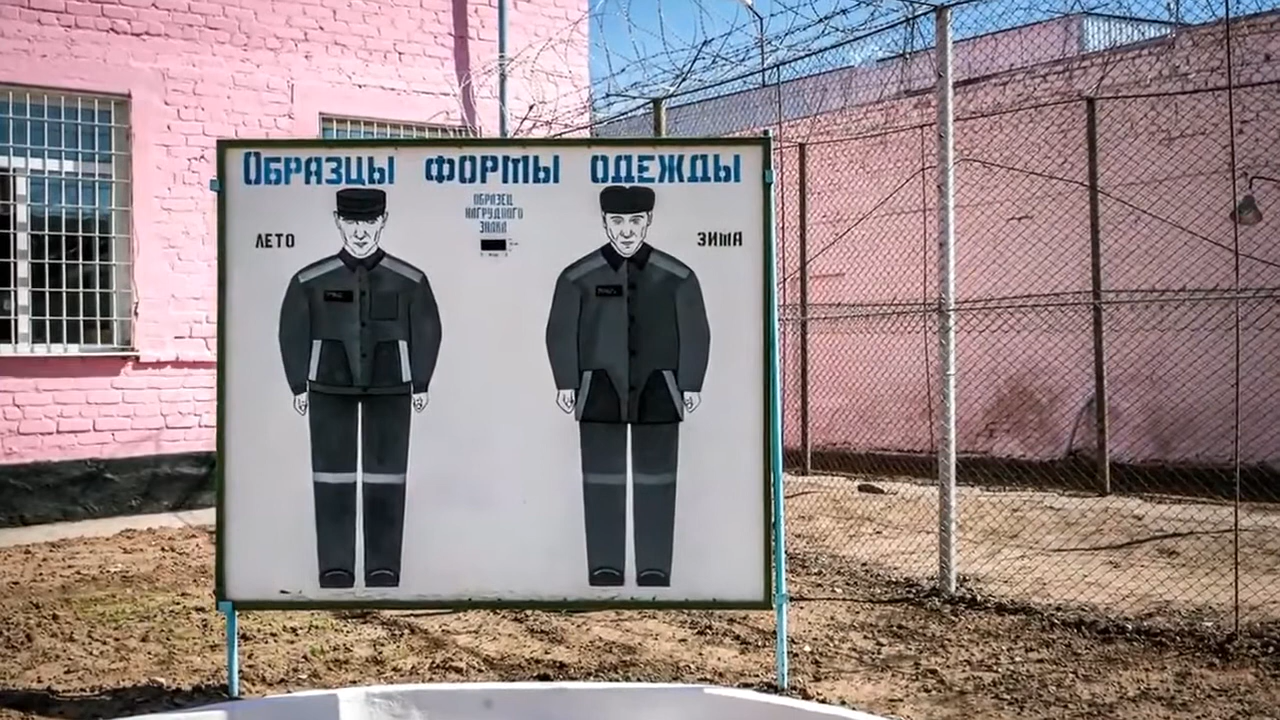 ОБРАЗЦЫ ФОРМЫ ОДЕЖДЫ
ОБРАЗЕЦ
НАГРУДНОГО
ЗНАКА
ЛЕТО
ЗИМА